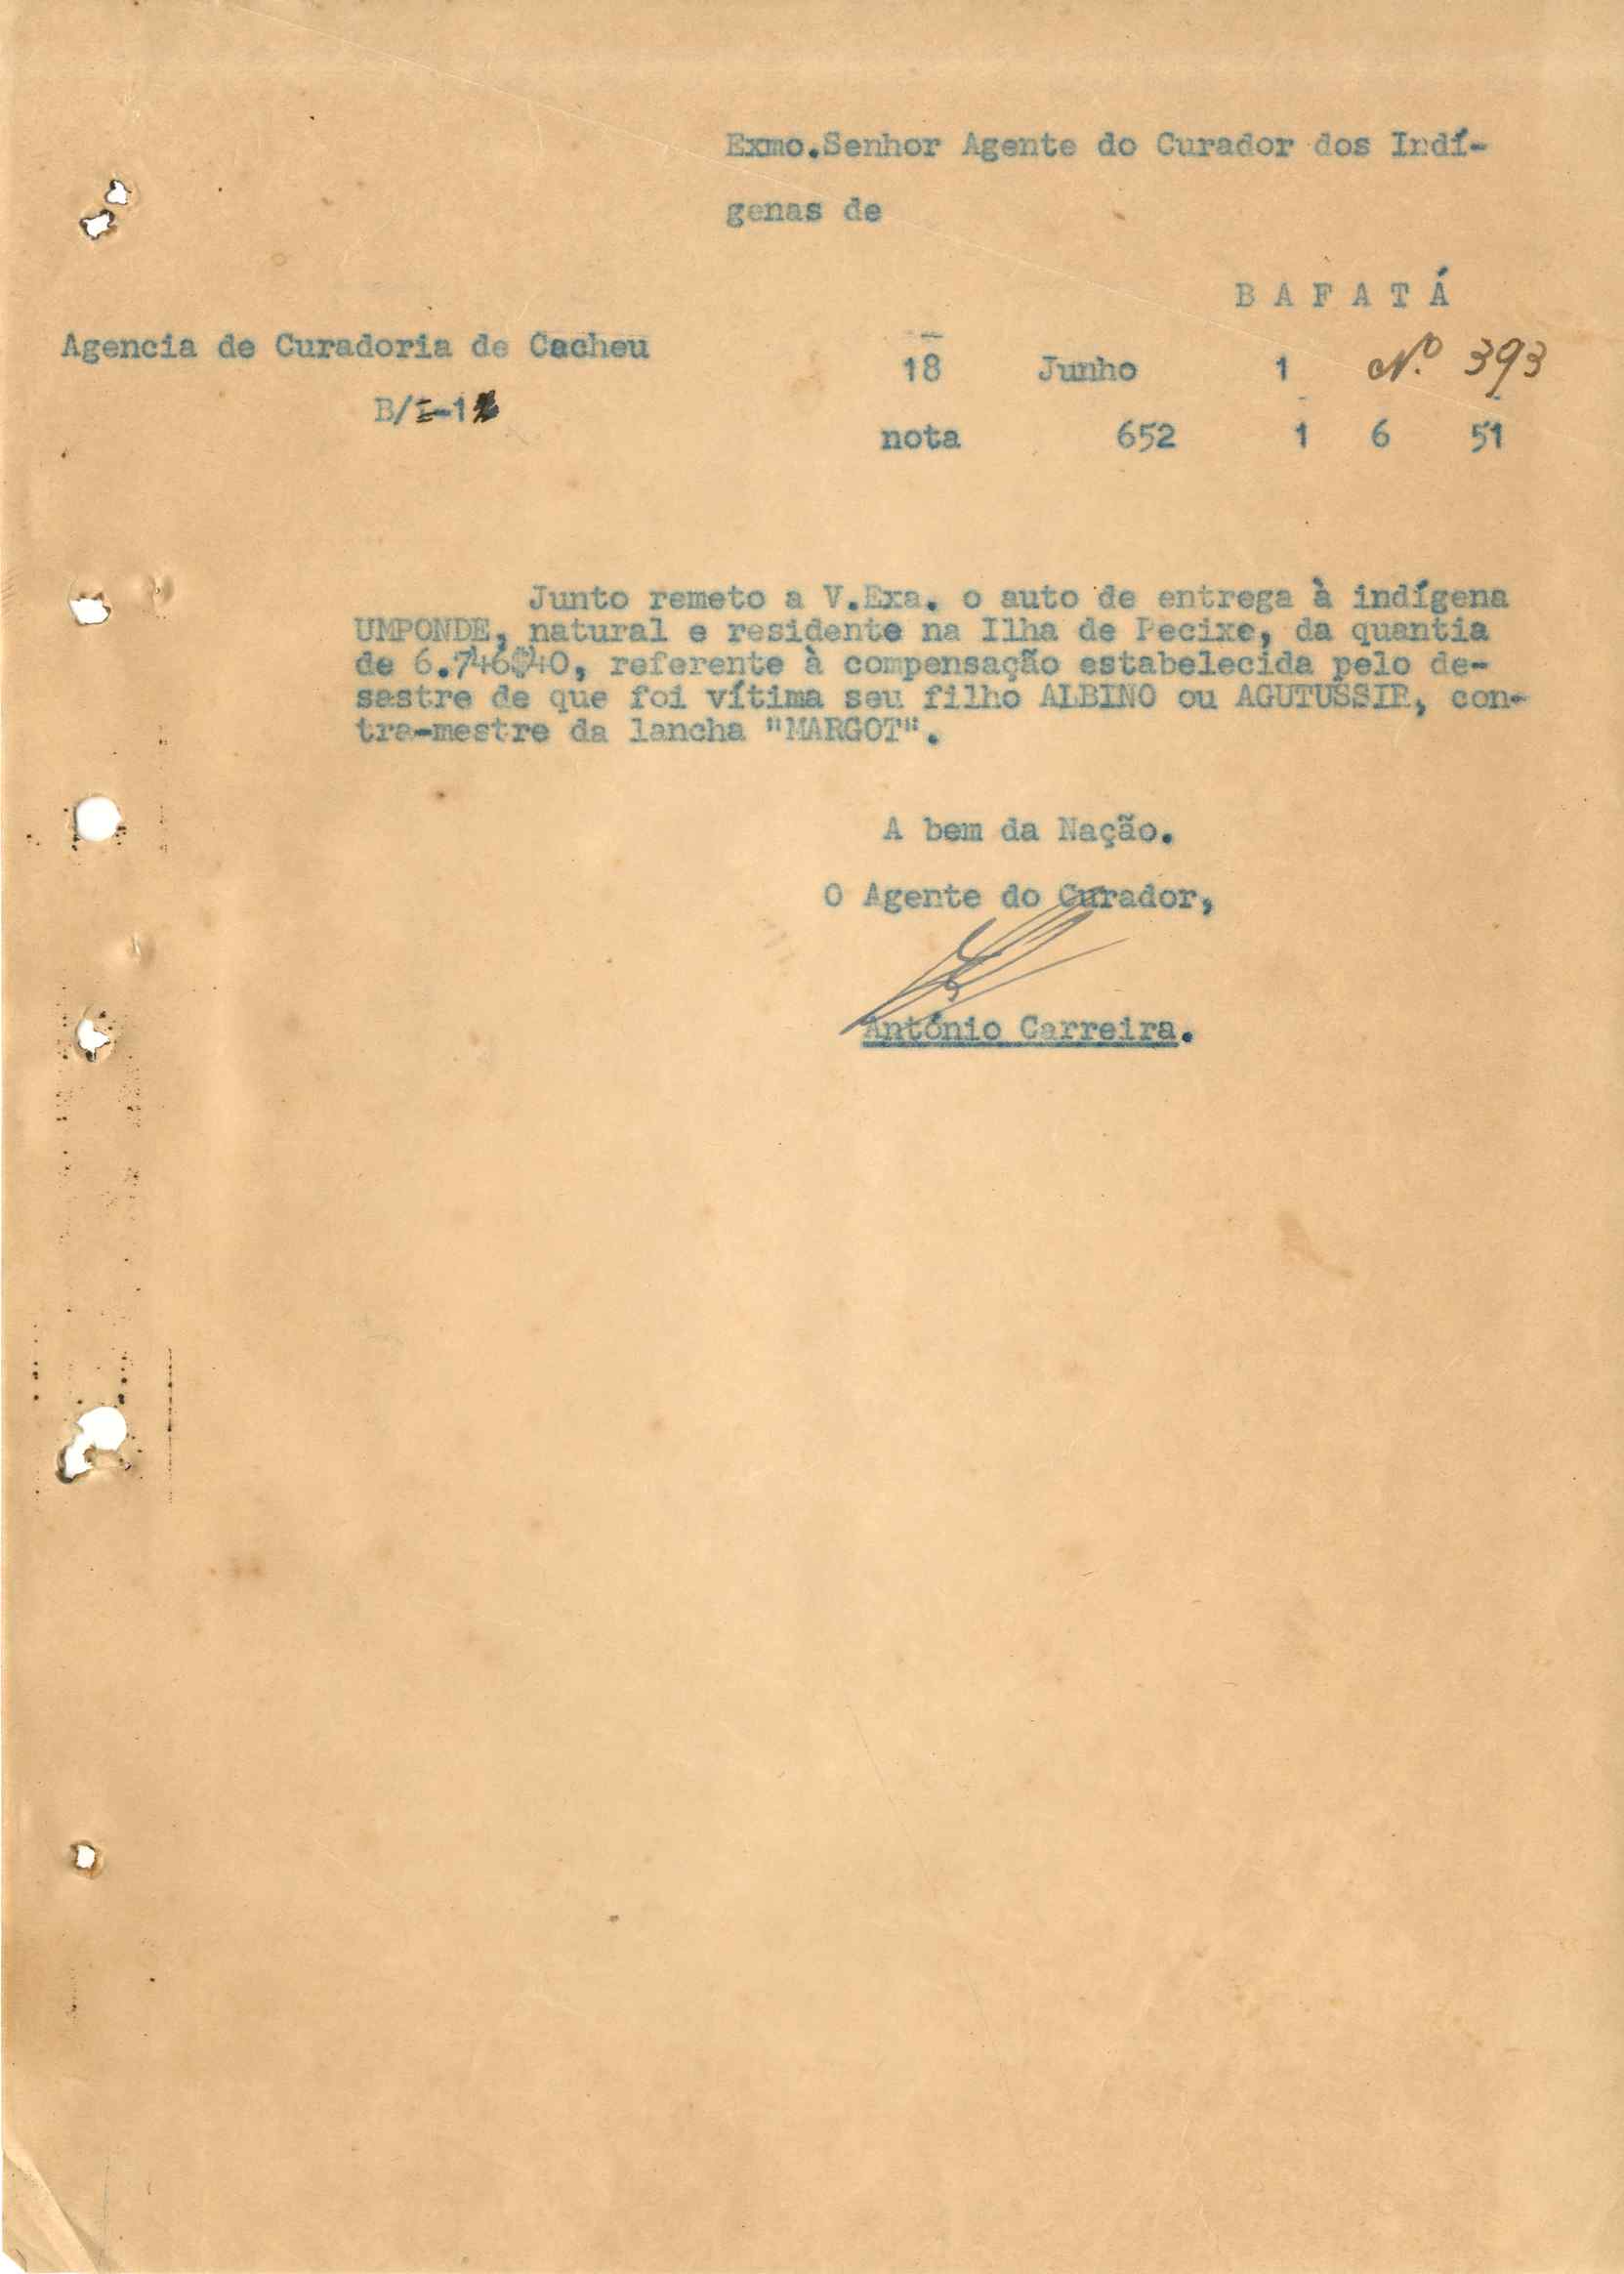 Exmo.Senhor Agente do Curador dos Indí-
genas de
B A F A T Á
Agencia de Curadoria de Cacheu
18 Junho 1 Nº 393
B/I-1
nota 652 1 6 51
Junto remeto a V.Exa. o auto de entrega à indígena
UMPONDE, natural e residente na Ilha de Pecixe, da quantia
de 6.746$40, referente à compensação estabelecida pelo de-
sastre de que foi vítima seu filho ALBINO ou AGUTUSSIR, con-
tra-mestre da lancha "MARGOT".
A bem da Nação.
O Agente do Curador,
António Carreira.